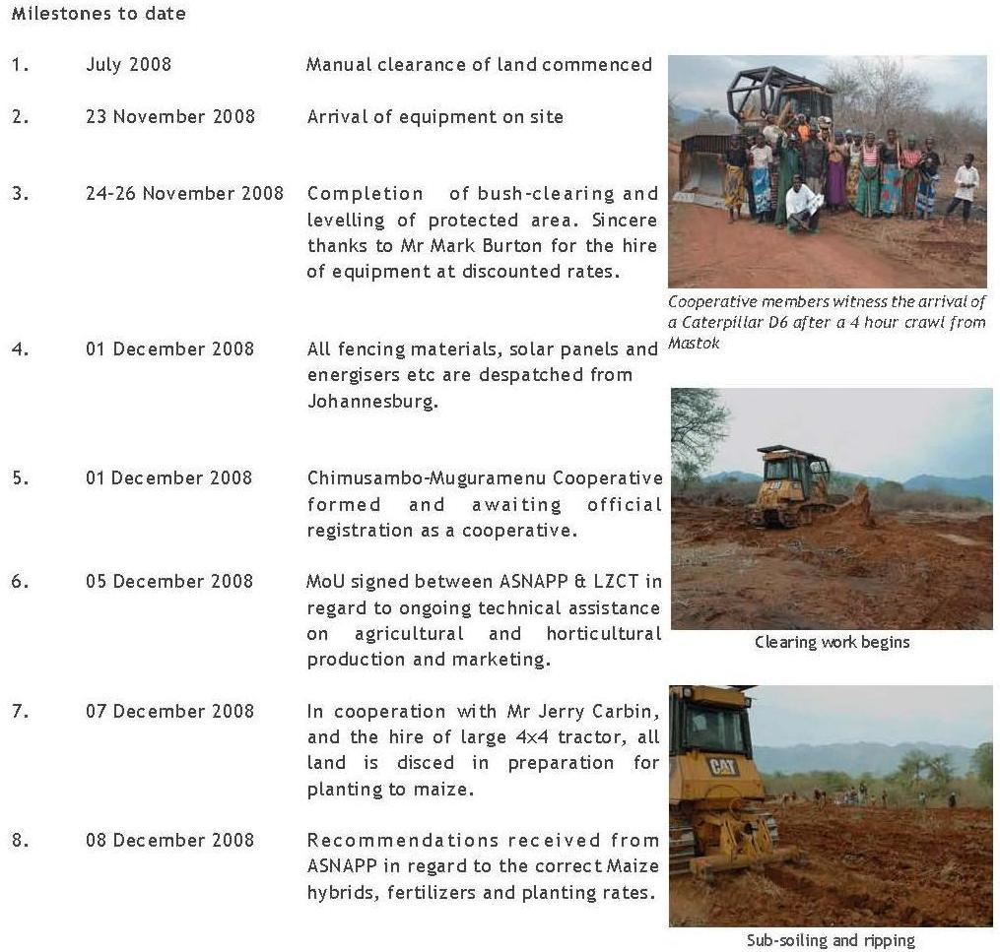 Milestones to date
1. July 2008 Manual clearance of land commenced
2. 23 November 2008 Arrival of equipment on site
3. 24-26 November 2008 Completion of bush-clearing and
levelling of protected area. Sincere
thanks to Mr Mark Burton for the hire
of equipment at discounted rates.
Cooperative members witness the arrival of
a Caterpillar D6 after a 4 hour crawl from
Mastok
4. 01 December 2008 All fencing materials, solar panels and
energisers etc are despatched from
Johannesburg.
5. 01 December 2008 Chimusambo-Muguramenu Cooperative
formed and awaiting official
registration as a cooperative.
6. 05 December 2008 MoU signed between ASNAPP & LZCT in
regard to ongoing technical assistance
on agricultural and horticultural
production and marketing.
Clearing work begins
7. 07 December 2008 In cooperation with Mr Jerry Carbin,
and the hire of large 4x4 tractor, all
land is disced in preparation for
planting to maize.
CAT
8. 08 December 2008 Recommendations received from
ASNAPP in regard to the correct Maize
hybrids, fertilizers and planting rates.
Sub-soiling and ripping